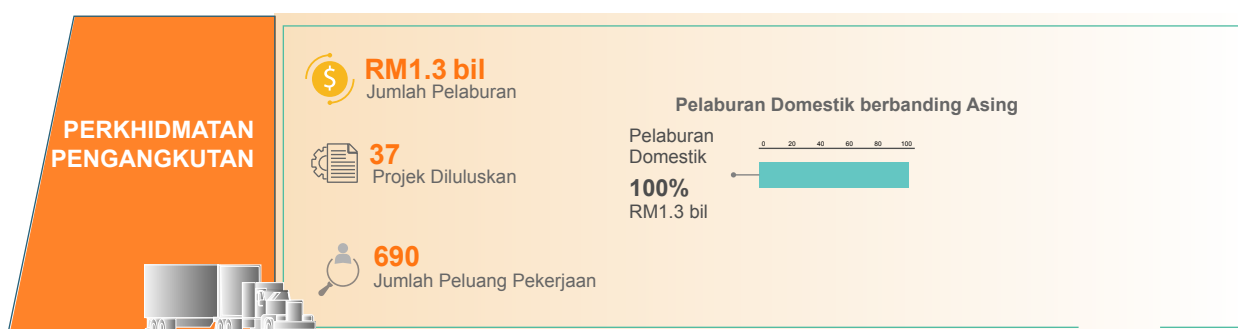 PERKHIDMATAN
PENGANGKUTAN
$
RM1.3 bil
Jumlah Pelaburan
37
Projek Diluluskan
690
Jumlah Peluang Pekerjaan
Pelaburan Domestik berbanding Asing
Pelaburan
Domestik
100%
RM1.3 bil
0 20 40 60 80 100